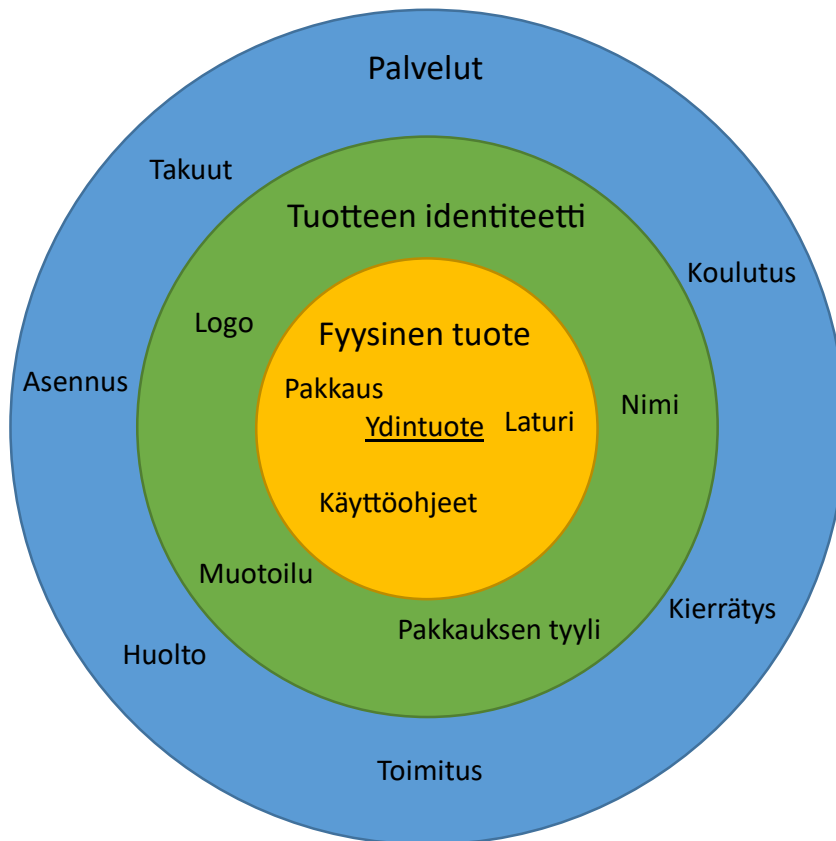 Palvelut
Takuut
Tuotteen identiteetti
Koulutus
Logo
Fyysinen tuote
Asennus
Pakkaus
Nimi
Ydintuote
Laturi
Käyttöohjeet
Muotoilu
Kierrätys
Pakkauksen tyyli
Huolto
Toimitus